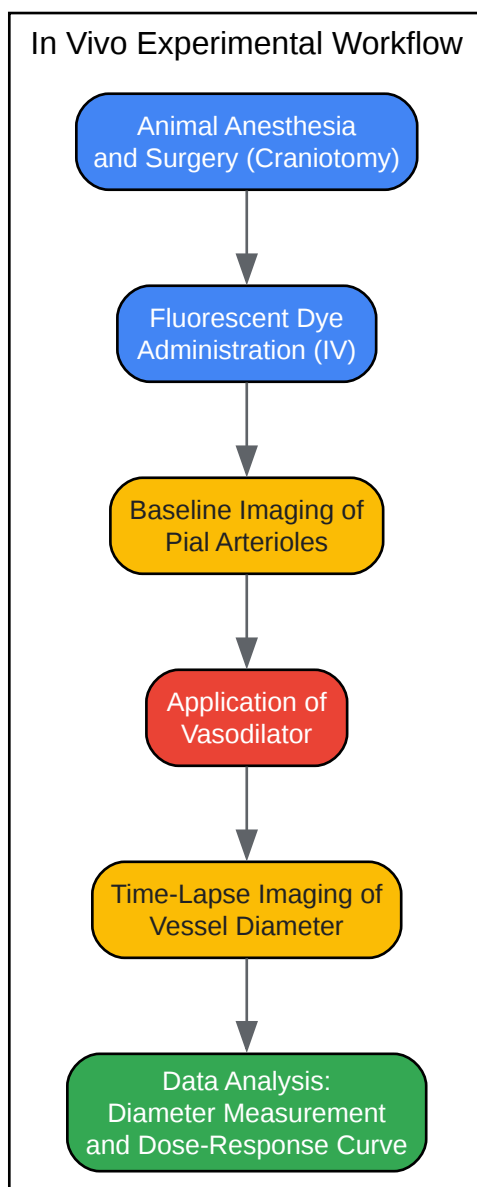 In Vivo Experimental Workflow
Animal Anesthesia
and Surgery (Craniotomy)
Fluorescent Dye
Administration (IV)
Baseline Imaging of
Pial Arterioles
Application of
Vasodilator
Time-Lapse Imaging of
Vessel Diameter
Data Analysis:
Diameter Measurement
and Dose-Response Curve